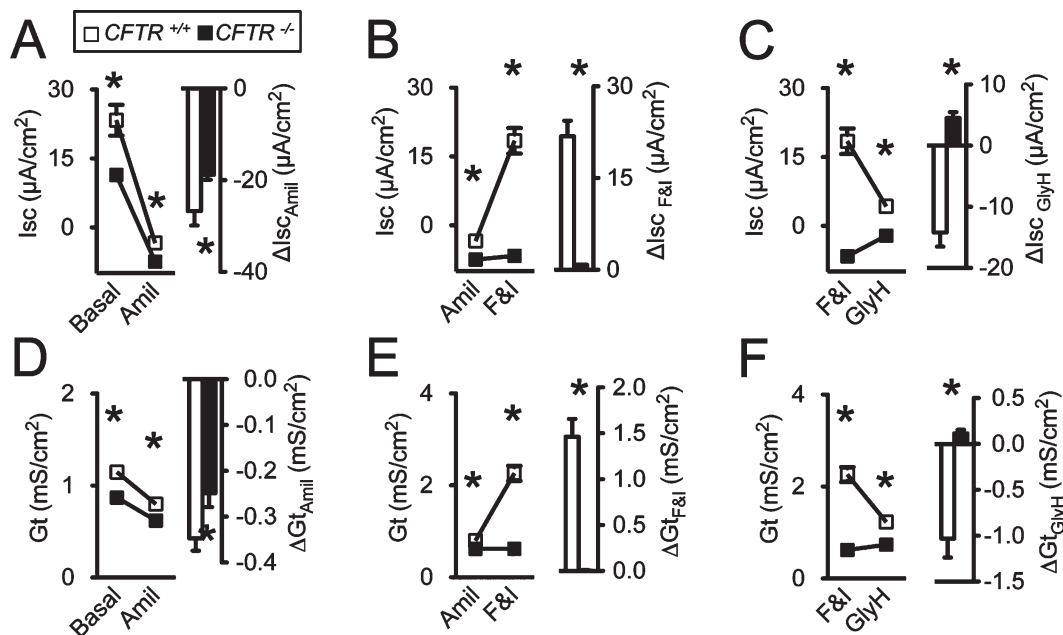 □ CFTR +/+ ■ CFTR -/-
A
30
15
0
Isc (µA/cm²)
*
*
Basal
Amil
0
-20
-40
ΔIsc Amil (µA/cm²)
*
B
30
15
0
Isc (µA/cm²)
*
*
Amil
F&I
*
30
15
0
ΔIsc F&I (µA/cm²)
C
30
15
0
Isc (µA/cm²)
*
*
F&I
GlyH
*
10
0
-10
-20
ΔIsc GlyH (µA/cm²)
D
2
1
0
Gt (mS/cm²)
*
*
Basal
Amil
0.0
-0.1
-0.2
-0.3
-0.4
ΔGtAmil (mS/cm²)
*
E
4
2
0
Gt (mS/cm²)
*
*
Amil
F&I
*
2.0
1.5
1.0
0.5
0.0
ΔGtF&I (mS/cm²)
F
4
2
0
Gt (mS/cm²)
*
*
F&I
GlyH
*
0.5
0.0
-0.5
-1.0
-1.5
ΔGtGlyH (mS/cm²)